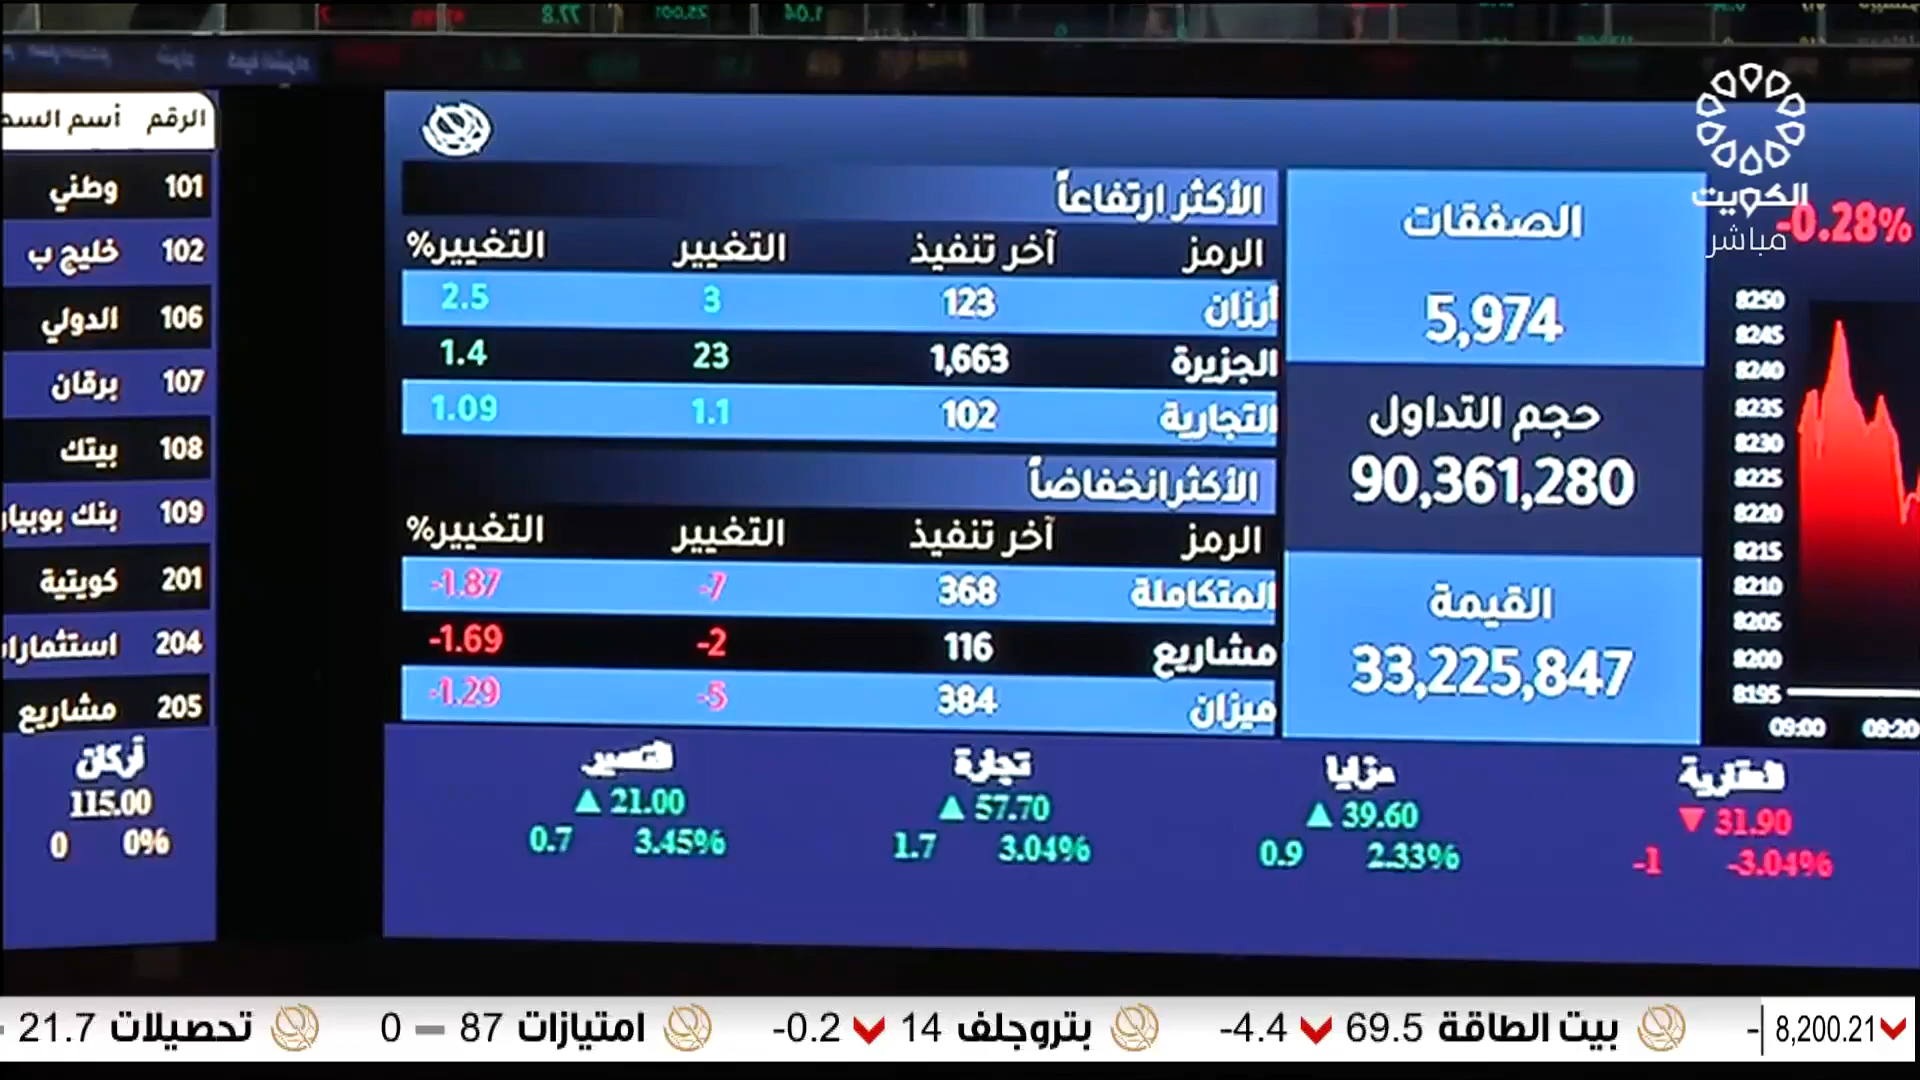 الكويت
مباشر
-0.28%
الرقم
101 وطني
102 خليج ب
106 الدولي
107 برقان
108 بيتك
109 بنك
201 كويتية
204
205 مشاريع
أركان
115.00
0 0%
الأكثر ارتفاعاً
الرمز آخر تنفيذ التغيير التغيير%
أرزان 123 3 2.5
الجزيرة 1,663 23 1.4
التجارية 102 1.1 1.09
الأكثرانخفاضاً
الرمز آخر تنفيذ التغيير التغيير%
المتكاملة 368 -7 -1.87
مشاريع 116 -2 -1.69
ميزان 384 -5 -1.29
الصفقات
5,974
حجم التداول
90,361,280
القيمة
33,225,847
8250
8245
8240
8235
8230
8225
8220
8215
8210
8205
8200
8195
09:00 09:20
العقارية
▼ 31.90
-1 -3.04%
مزايا
▲ 39.60
0.9 2.33%
تجارة
▲ 57.70
1.7 3.04%
▲ 21.00
0.7 3.45%
8,200.21
بيت الطاقة 69.5 -4.4
بتروجلف 14 -0.2
امتيازات 87 0
تحصيلات 21.7